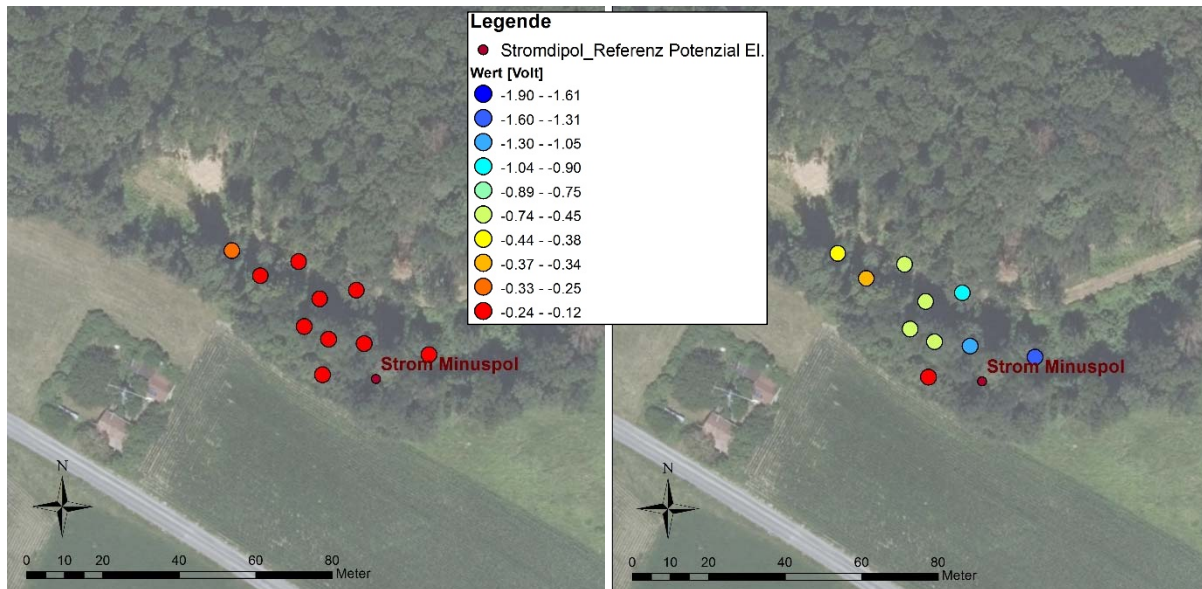 Legende
Stromdipol_Referenz Potenzial El.
Wert [Volt]
-1.90 - -1.61
-1.60 - -1.31
-1.30 - -1.05
-1.04 - -0.90
-0.89 - -0.75
-0.74 - -0.45
-0.44 - -0.38
-0.37 - -0.34
-0.33 - -0.25
-0.24 - -0.12
Strom Minuspol
N
0 10 20 40 60 80
Meter
Strom Minuspol
N
0 10 20 40 60 80
Meter